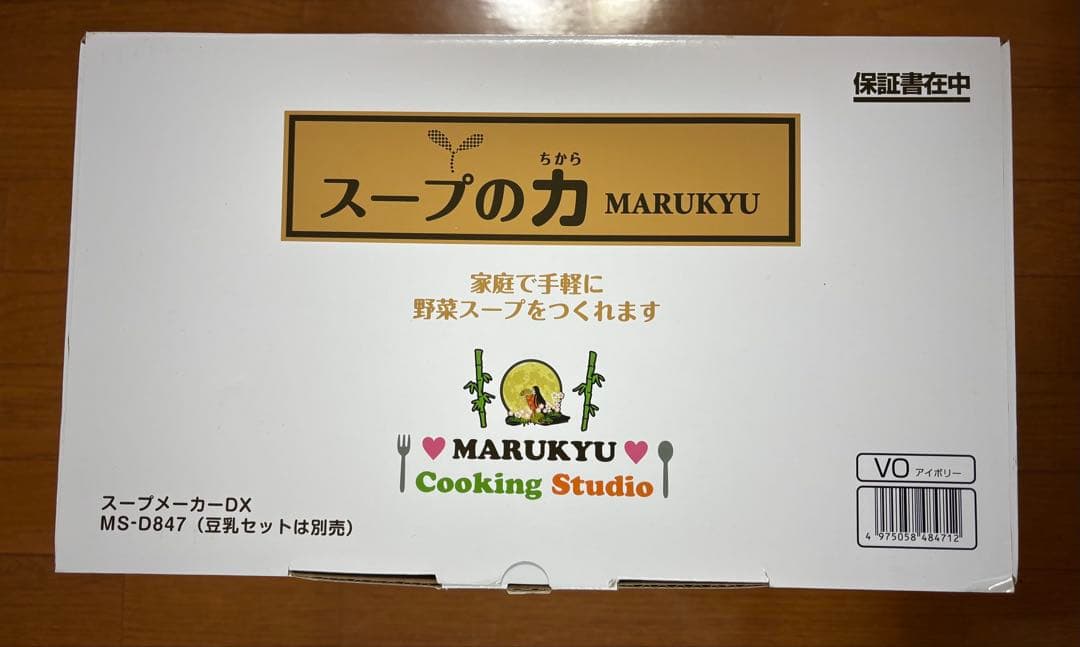 保証書在中
ちから
スープの力 MARUKYU
家庭で手軽に
野菜スープをつくれます
MARUKYU
Cooking Studio
スープメーカーDX
MS-D847（豆乳セットは別売）
VO アイボリー
4 975058 484712